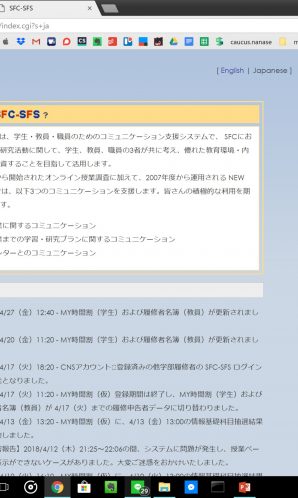 SFC-SFS
/index.cgi?s+ja
caucus.nanase
[ English | Japanese ]
SFC-SFS ?
は、学生・教員・職員のためのコミュニケーション支援システムで、SFCにお
研究活動に関して、学生、教員、職員の3者が共に考え、優れた教育環境・内
資することを目指して活用します。
から開始されたオンライン授業調査に加えて、2007年度から運用される NEW
では、以下3つのコミュニケーションを支援します。皆さんの積極的な利用を期
す。
に関するコミュニケーション
までの学習・研究プランに関するコミュニケーション
ンターとのコミュニケーション
4/27（金）12:40 - MY時間割（学生）および履修者名簿（教員）が更新されまし
4/20（金）11:20 - MY時間割（学生）および履修者名簿（教員）が更新されまし
4/17（火）18:20 - CNSアカウント登録済みの他学部履修者の SFC-SFS ログイン
となりました。
4/17（火）11:20 - MY時間割（仮）登録期間は終了し、MY時間割（学生）および
者名簿（教員）が 4/17（火）までの履修申告者データに切り替わりました。
4/13（金）13:20 - MY時間割（仮）に、4/13（金）13:00の情報基礎科目抽選結果
しました。
報告】2018/4/12（木）21:25〜22:06の間、システムに問題が発生し、授業ペー
示ができないケースがありました。大変ご迷惑をおかけいたしました。
29